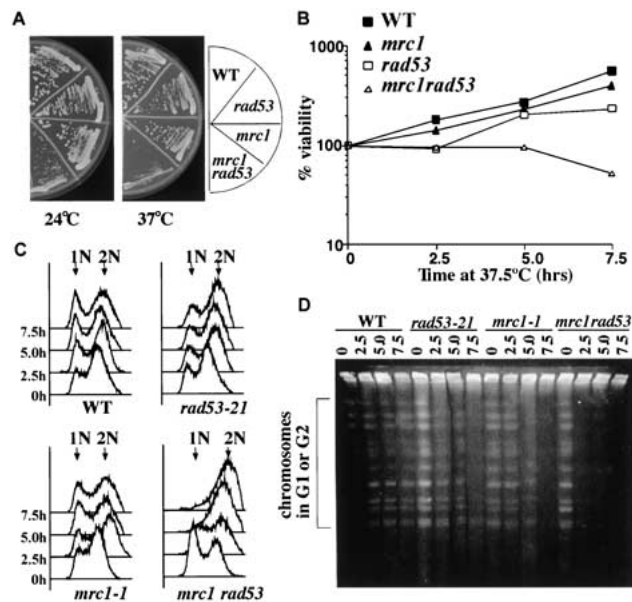 A
WT
rad53
mrc1
mrc1
rad53
24°C
37°C
B
WT
mrc1
rad53
mrc1rad53
1000
100
10
% viability
0
2.5
5.0
7.5
Time at 37.5°C (hrs)
C
1N 2N
7.5h
5.0h
2.5h
0h
WT
1N 2N
rad53-21
1N 2N
7.5h
5.0h
2.5h
0h
mrc1-1
1N 2N
mrc1 rad53
D
WT rad53-21 mrc1-1 mrc1rad53
0 2.5 5.0 7.5 0 2.5 5.0 7.5 0 2.5 5.0 7.5 0 2.5 5.0 7.5
chromosomes
in G1 or G2